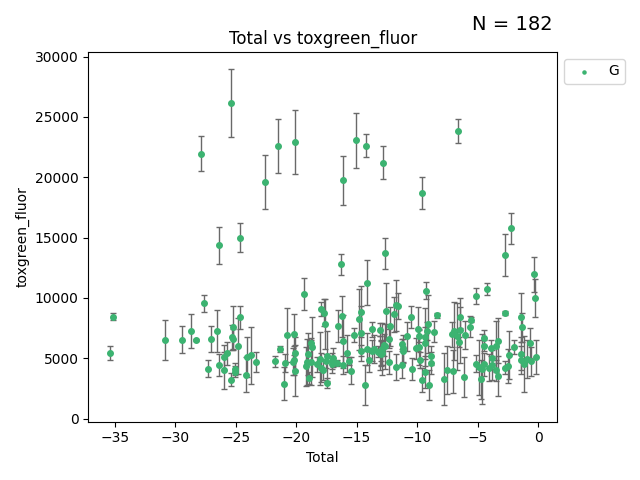 N = 182
Total vs toxgreen_fluor
G
30000
25000
20000
15000
10000
5000
0
toxgreen_fluor
−35 −30 −25 −20 −15 −10 −5 0
Total